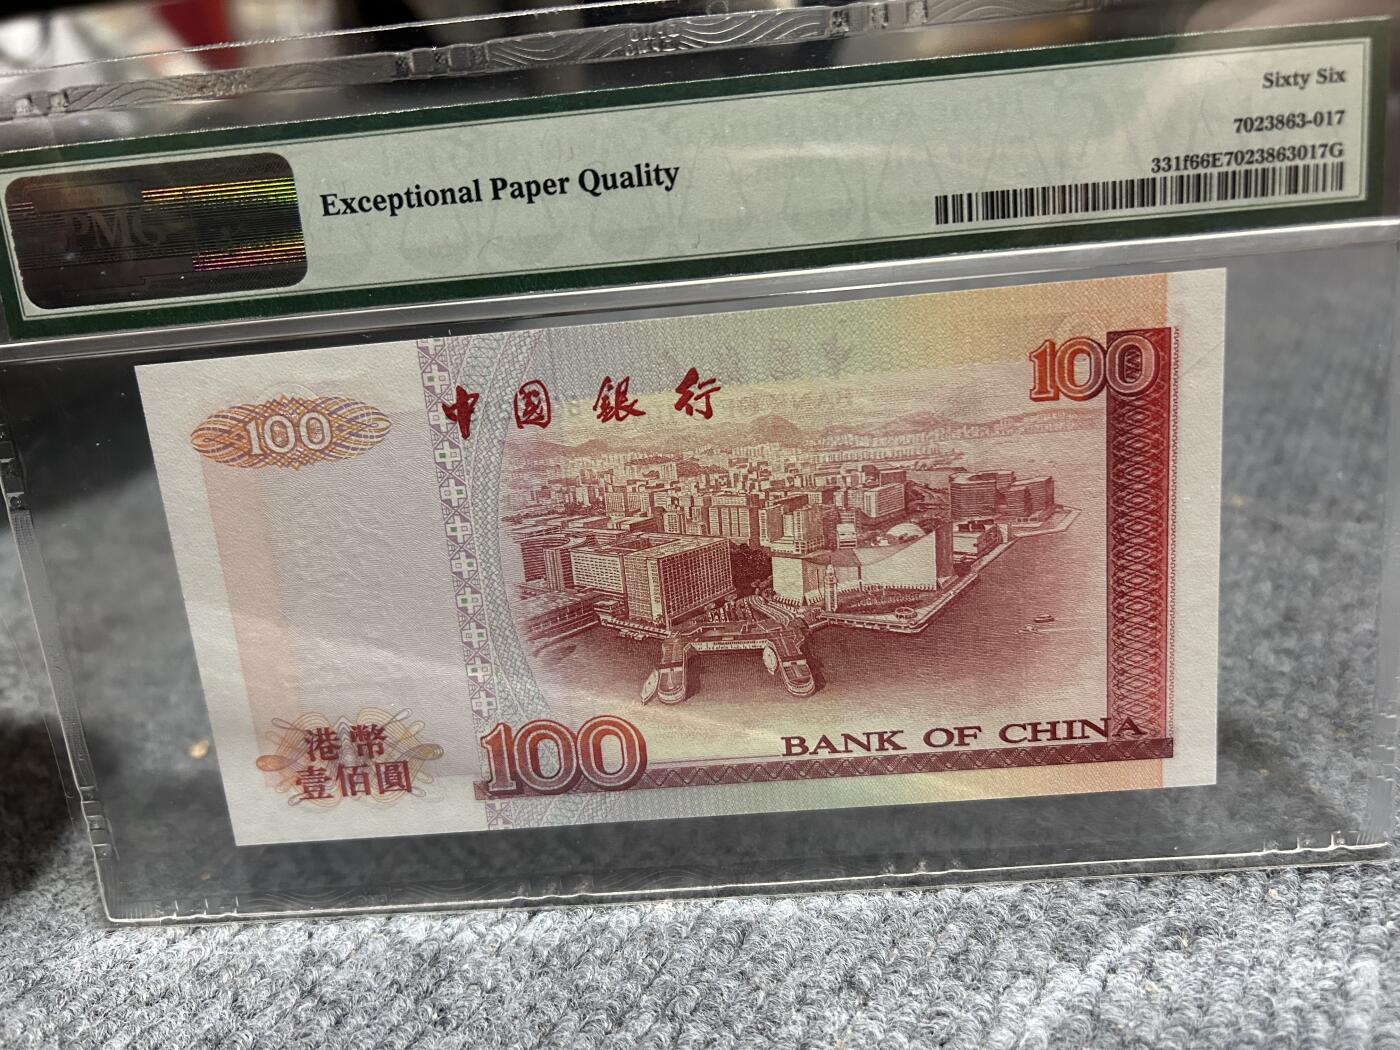 Sixty Six
7023863-017
331f66E7023863017G
PMG
Exceptional Paper Quality
100
中國銀行
100
港幣
壹佰圓
100
BANK OF CHINA